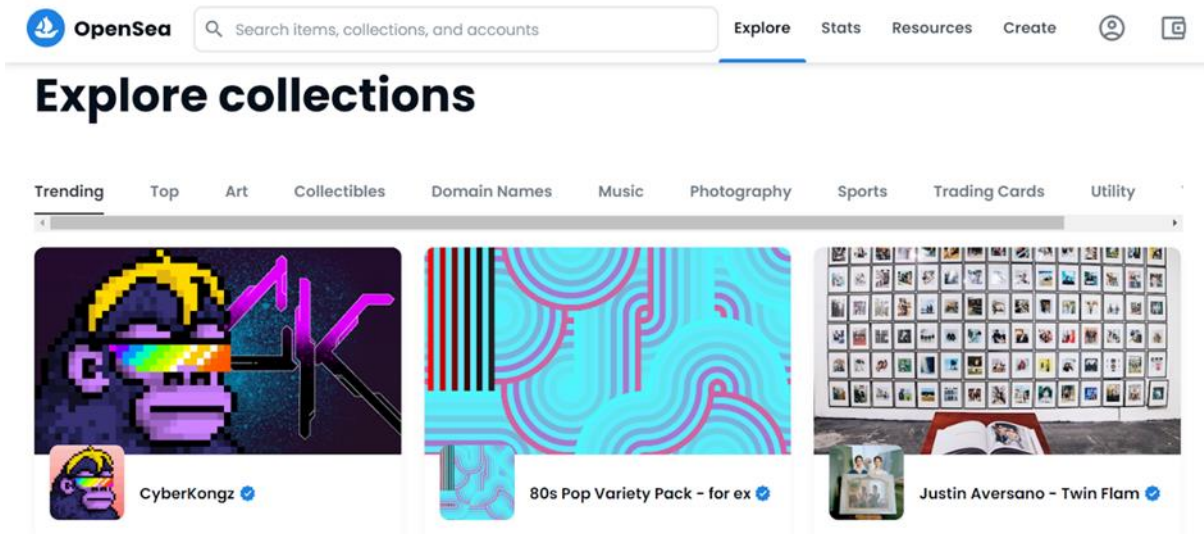 OpenSea Search items, collections, and accounts Explore Stats Resources Create
Explore collections
Trending Top Art Collectibles Domain Names Music Photography Sports Trading Cards Utility
CK
CyberKongz 80s Pop Variety Pack - for ex Justin Aversano - Twin Flam